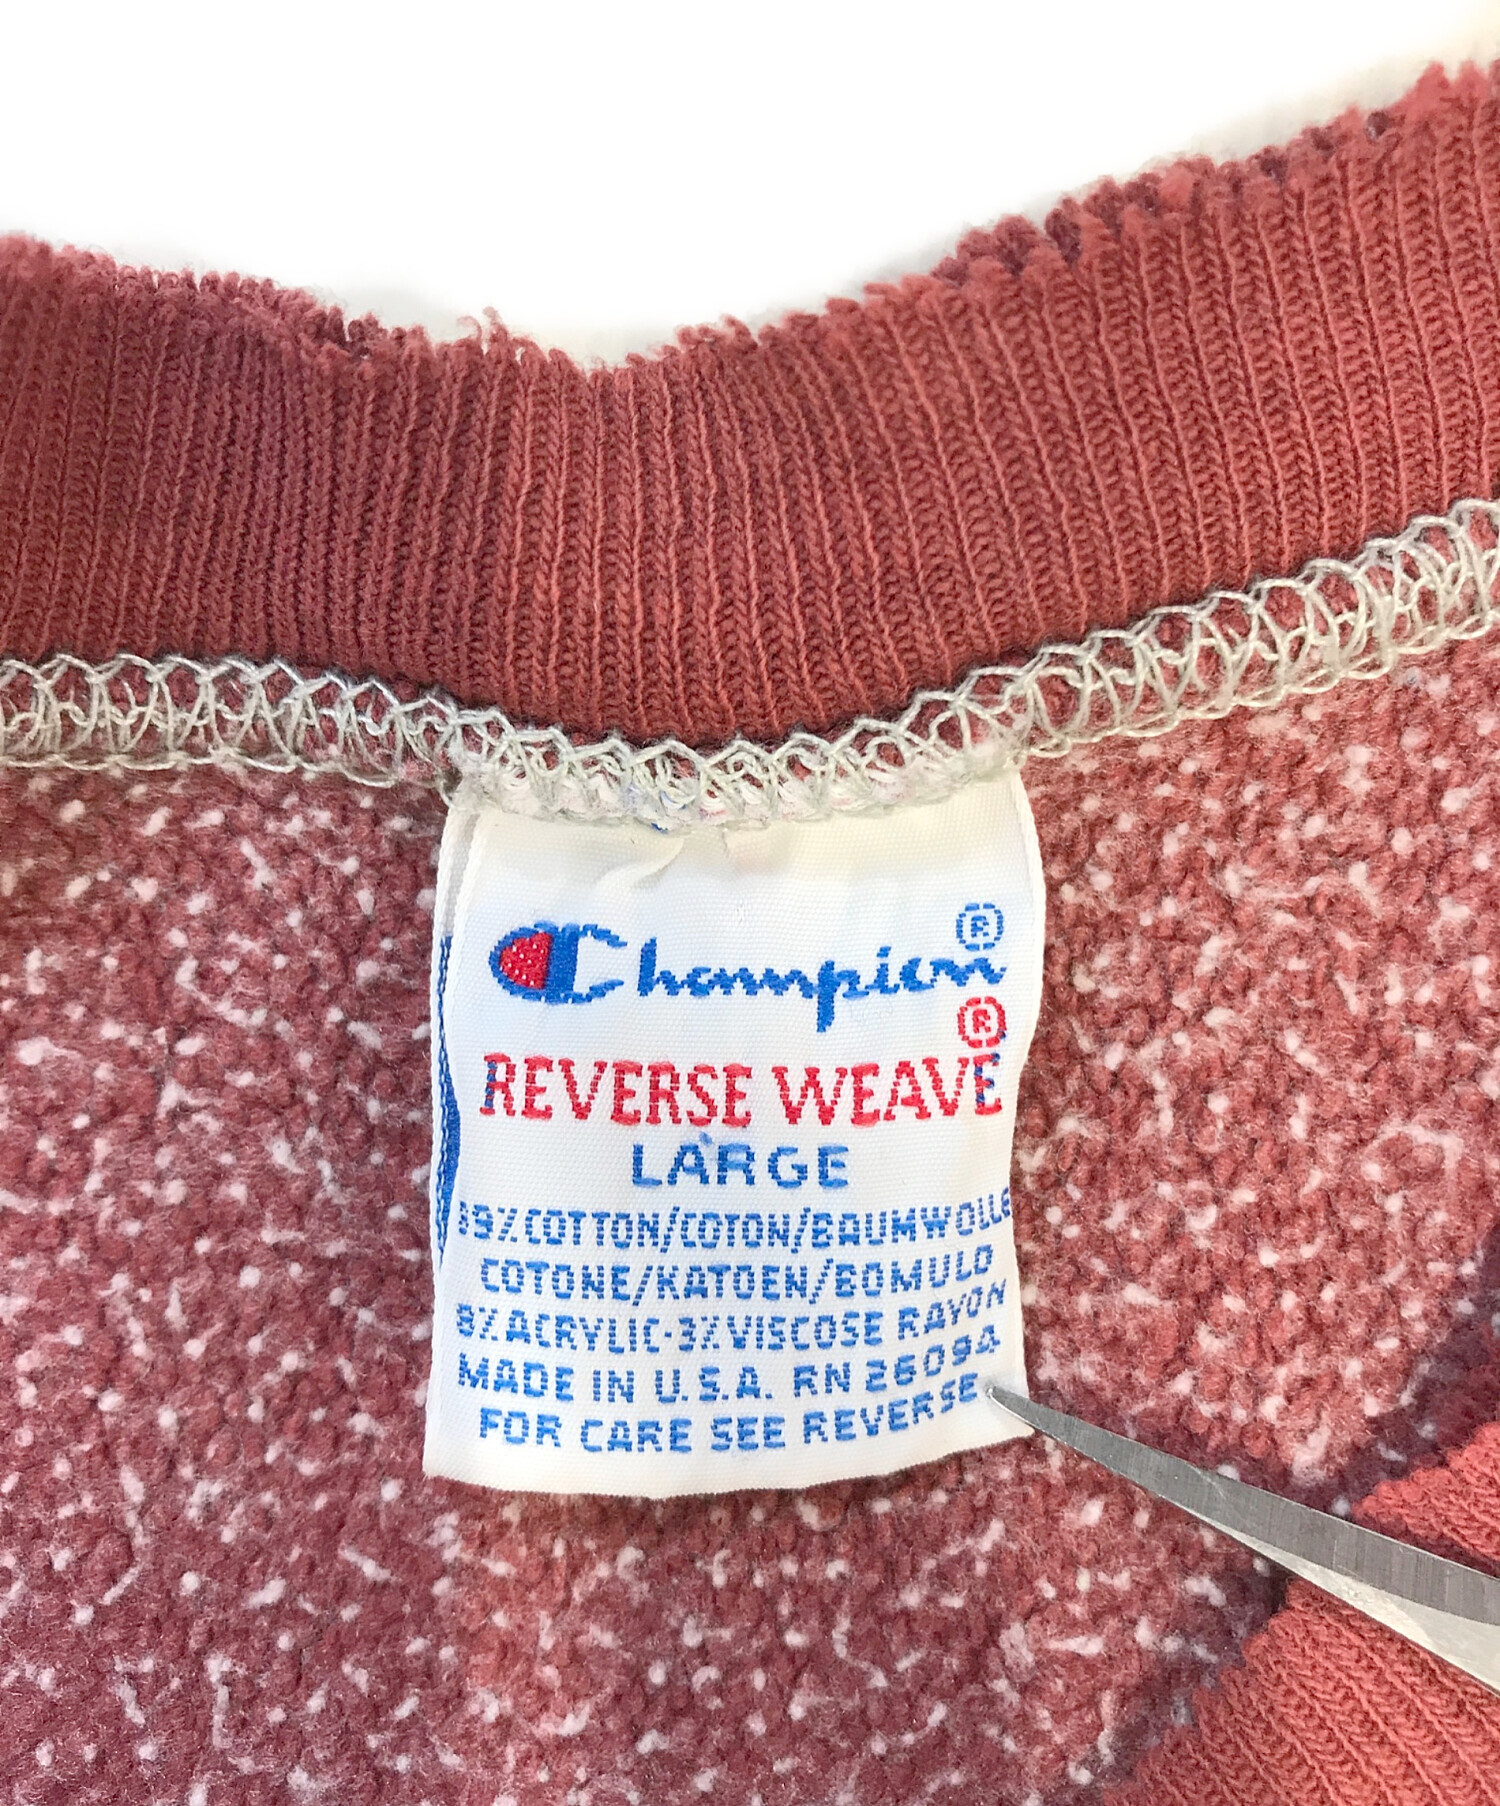 Champion®
REVERSE WEAVE®
LARGE
89% COTTON/COTON/BAUMWOLLE
COTONE/KATOEN/BOMULD
8% ACRYLIC-3% VISCOSE RAYON
MADE IN U.S.A. RN 26094
FOR CARE SEE REVERSE